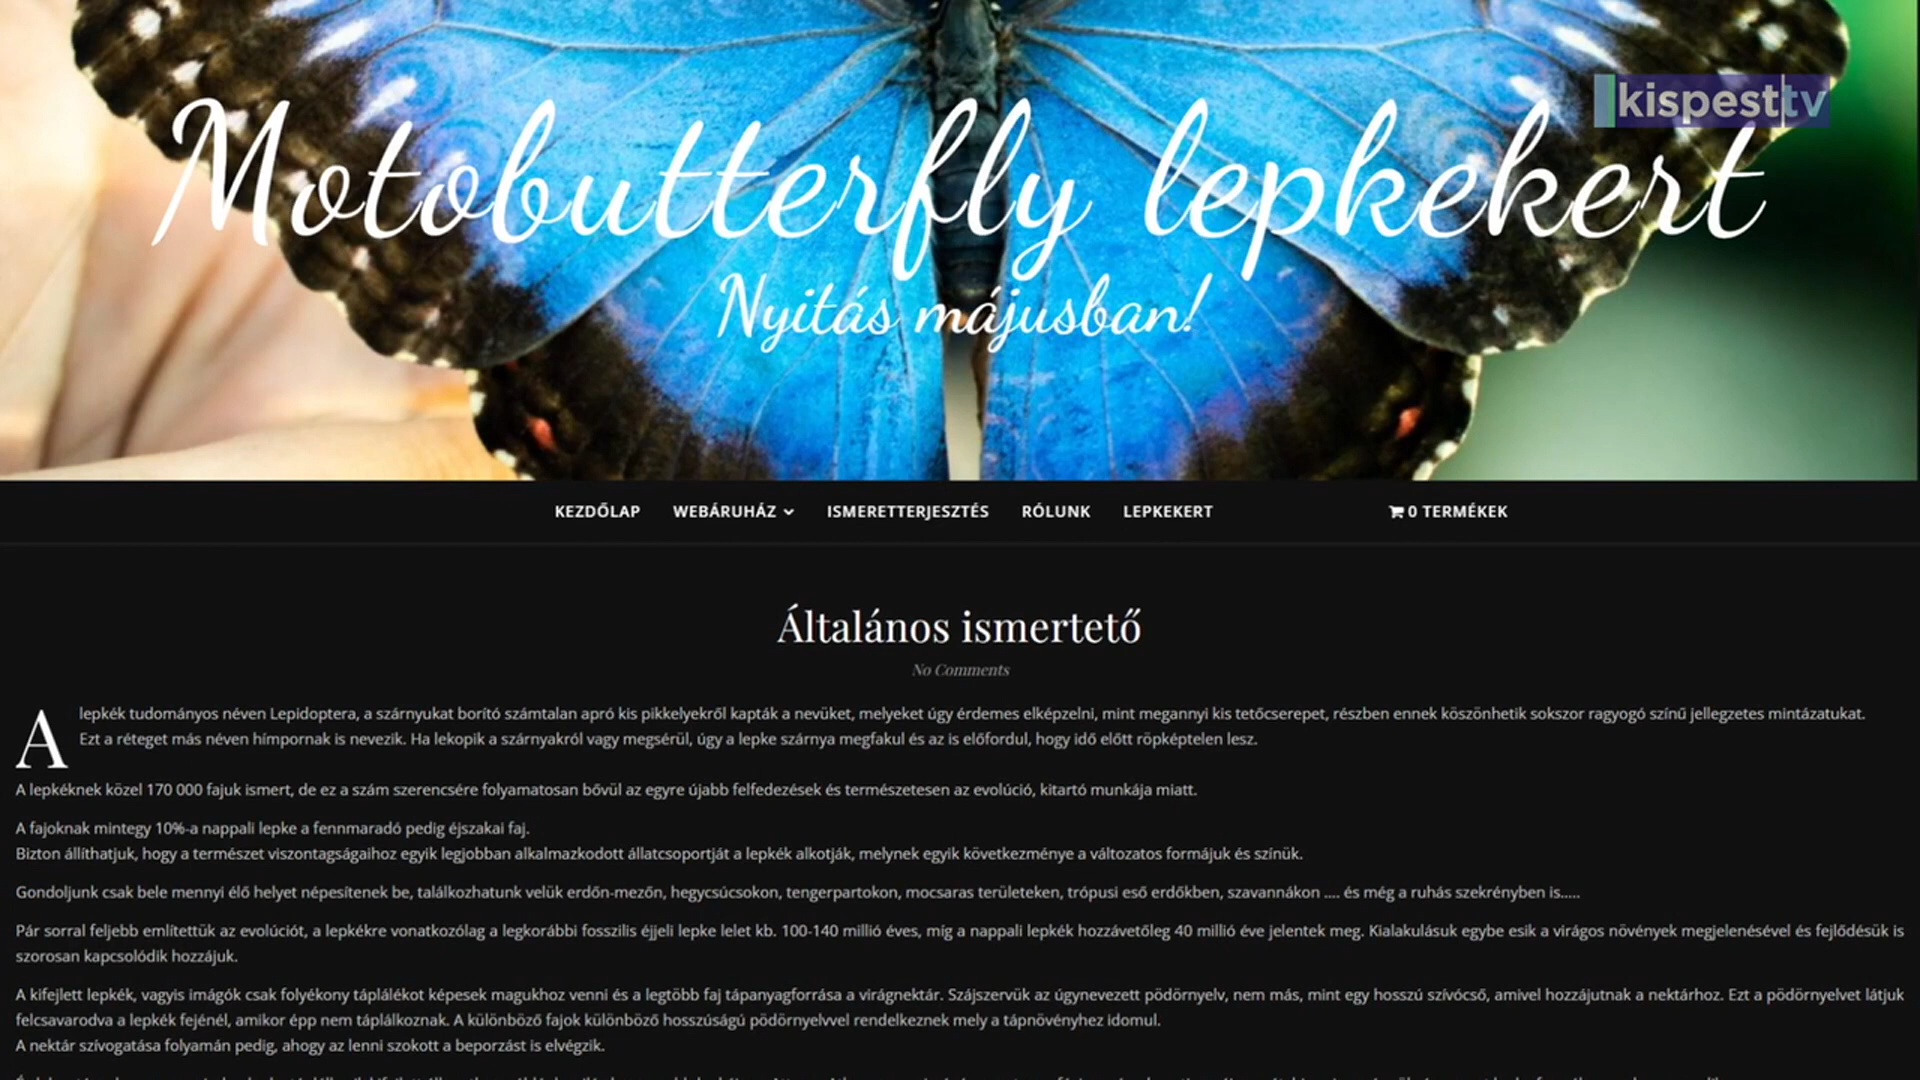 kispesttv
Motobutterfly lepkekert
Nyitás májusban!
KEZDŐLAP WEBÁRUHÁZ ISMERETTERJESZTÉS RÓLUNK LEPKEKERT 0 TERMÉKEK
Általános ismertető
No Comments
A lepkék tudományos néven Lepidoptera, a szárnyukat borító számtalan apró kis pikkelyekről kapták a nevüket, melyeket úgy érdemes elképzelni, mint megannyi kis tetőcserepet, részben ennek köszönhetik sokszor ragyogó színű jellegzetes mintázatukat.
Ezt a réteget más néven hímpornak is nevezik. Ha lekopik a szárnyakról vagy megsérül, úgy a lepke szárnya megfakul és az is előfordul, hogy idő előtt röpképtelen lesz.
A lepkéknek közel 170 000 fajuk ismert, de ez a szám szerencsére folyamatosan bővül az egyre újabb felfedezések és természetesen az evolúció, kitartó munkája miatt.
A fajoknak mintegy 10%-a nappali lepke a fennmaradó pedig éjszakai faj.
Bizton állíthatjuk, hogy a természet viszontagságaihoz egyik legjobban alkalmazkodott állatcsoportját a lepkék alkotják, melynek egyik következménye a változatos formájuk és színük.
Gondoljunk csak bele mennyi élő helyet népesítenek be, találkozhatunk velük erdőn-mezőn, hegycsúcsokon, tengerpartokon, mocsaras területeken, trópusi eső erdőkben, szavannákon .... és még a ruhás szekrényben is.....
Pár sorral feljebb említettük az evolúciót, a lepkékre vonatkozólag a legkorábbi fosszilis éjjeli lepke lelet kb. 100-140 millió éves, míg a nappali lepkék hozzávetőleg 40 millió éve jelentek meg. Kialakulásuk egybe esik a virágos növények megjelenésével és fejlődésük is
szorosan kapcsolódik hozzájuk.
A kifejlett lepkék, vagyis imágók csak folyékony táplálékot képesek magukhoz venni és a legtöbb faj tápanyagforrása a virágnektár. Szájszervük az úgynevezett pödörnyelv, nem más, mint egy hosszú szívócső, amivel hozzájutnak a nektárhoz. Ezt a pödörnyelvet látjuk
felcsavarodva a lepkék fejénél, amikor épp nem táplálkoznak. A különböző fajok különböző hosszúságú pödörnyelvvel rendelkeznek mely a tápnövényhez idomul.
A nektár szívogatása folyamán pedig, ahogy az lenni szokott a beporzást is elvégzik.